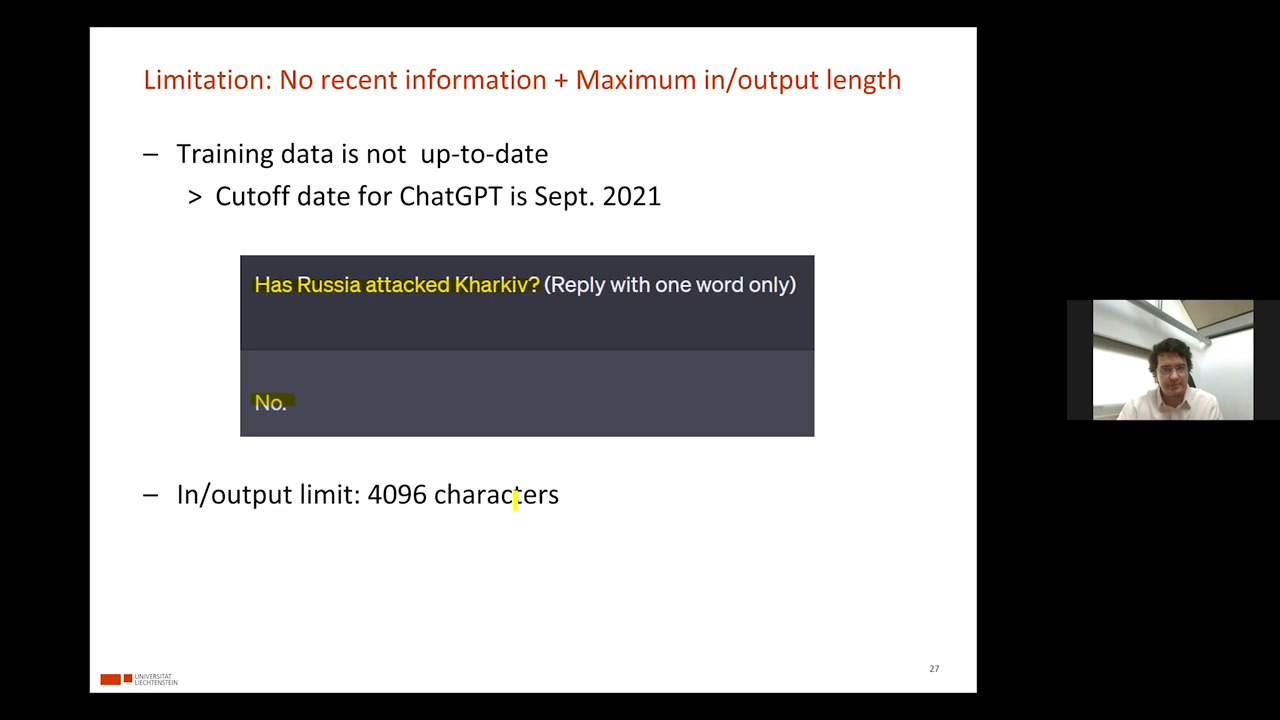 Limitation: No recent information + Maximum in/output length
– Training data is not up-to-date
> Cutoff date for ChatGPT is Sept. 2021
Has Russia attacked Kharkiv? (Reply with one word only)
No.
– In/output limit: 4096 characters
27
UNIVERSITÄT
LIECHTENSTEIN